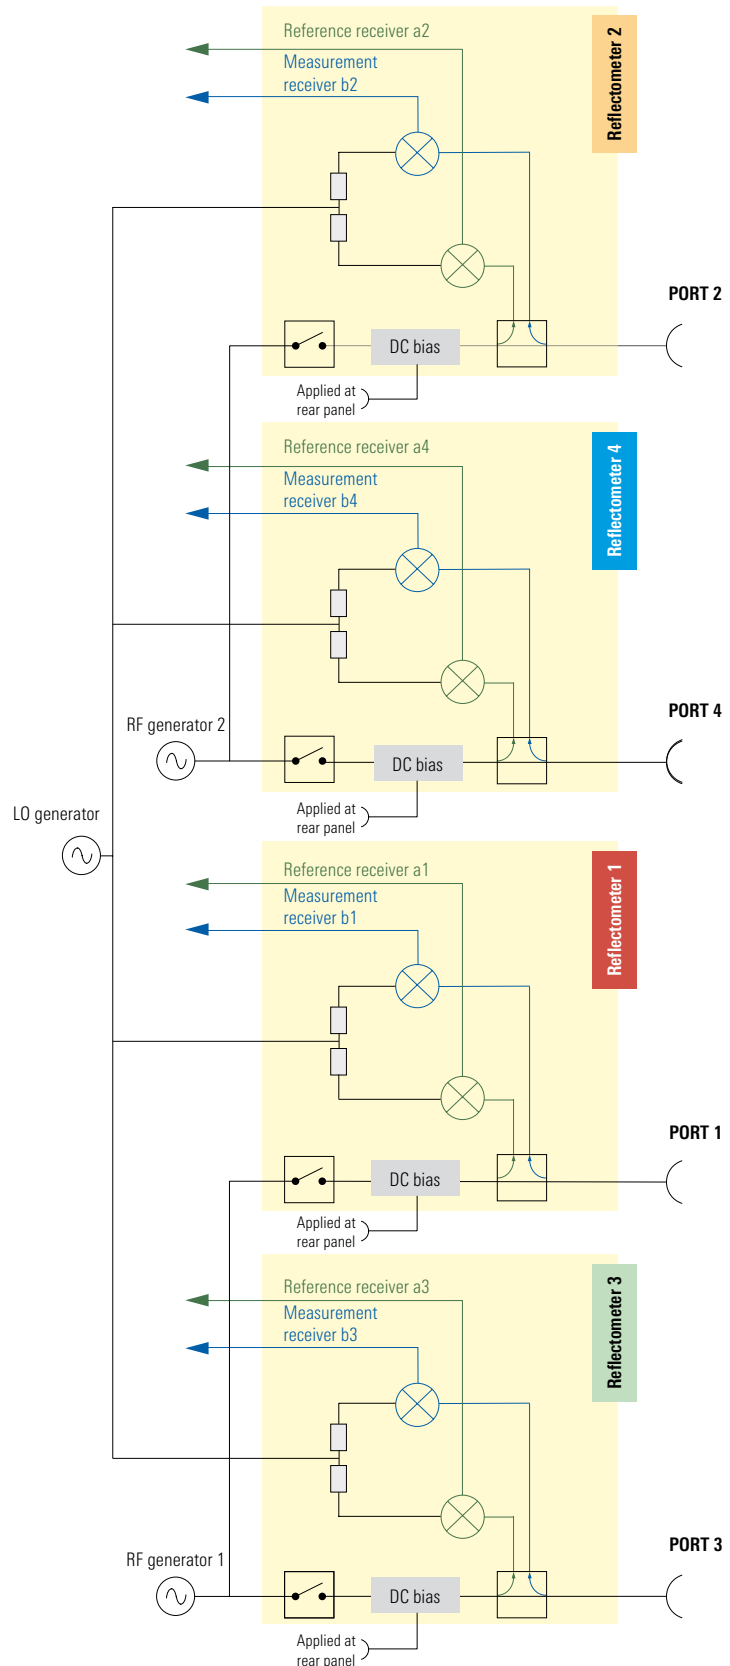 Reference receiver a2
Measurement
receiver b2
Reflectometer 2
PORT 2
DC bias
Applied at
rear panel
Reference receiver a4
Measurement
receiver b4
Reflectometer 4
PORT 4
RF generator 2
DC bias
Applied at
rear panel
LO generator
Reference receiver a1
Measurement
receiver b1
Reflectometer 1
PORT 1
DC bias
Applied at
rear panel
Reference receiver a3
Measurement
receiver b3
Reflectometer 3
PORT 3
RF generator 1
DC bias
Applied at
rear panel